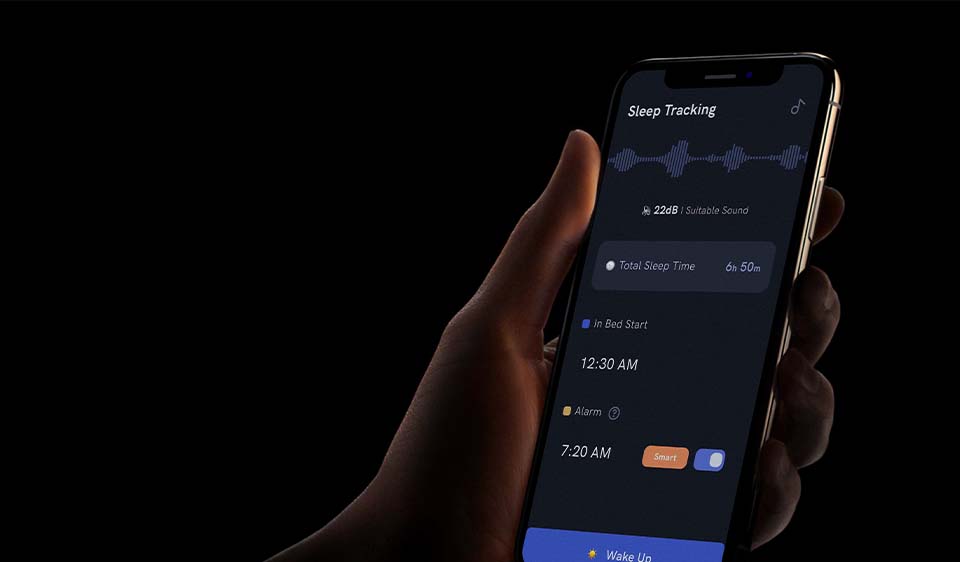 Sleep Tracking
22dB | Suitable Sound
Total Sleep Time 6h 50m
In Bed Start
12:30 AM
Alarm ?
7:20 AM Smart
Wake Up